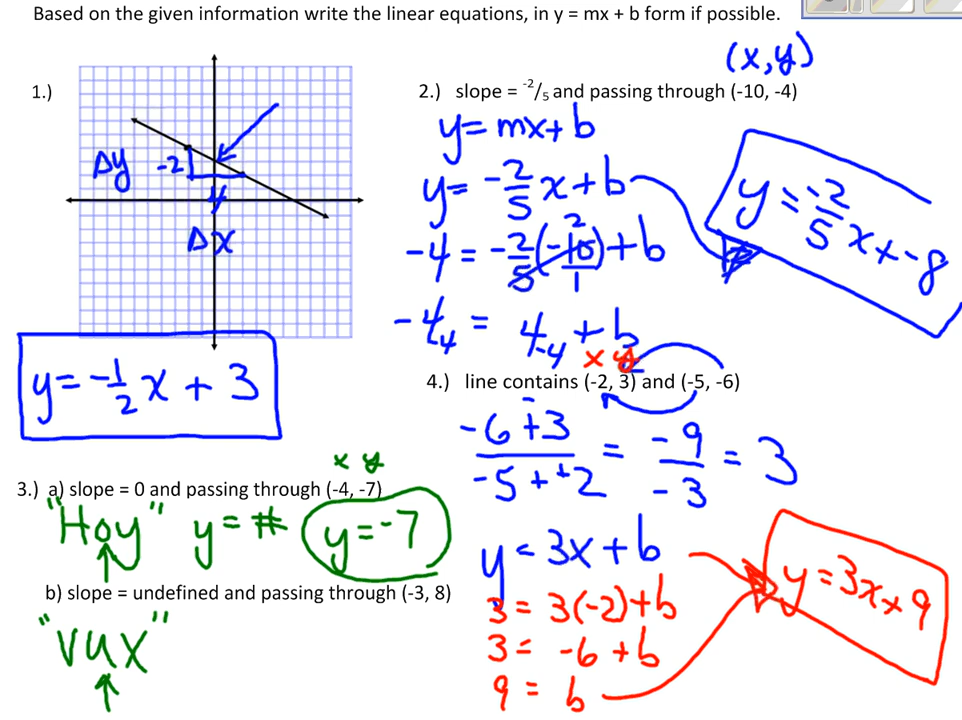 Based on the given information write the linear equations, in y = mx + b form if possible.
1.)
Δy -2
4
Δx
y = -1/2 x + 3
(x,y)
2.) slope = -2/5 and passing through (-10, -4)
y = mx + b
y = -2/5 x + b
-4 = -2/5 (-10/1) + b
2
-4 -4 = 4 -4 + b
y = -2/5 x + -8
x y
3.) a) slope = 0 and passing through (-4, -7)
"Hoy" y = # y = -7
b) slope = undefined and passing through (-3, 8)
"vux"
x y
4.) line contains (-2, 3) and (-5, -6)
-6 + -3 / -5 + +2 = -9 / -3 = 3
y = 3x + b
3 = 3(-2) + b
3 = -6 + b
9 = b
y = 3x + 9